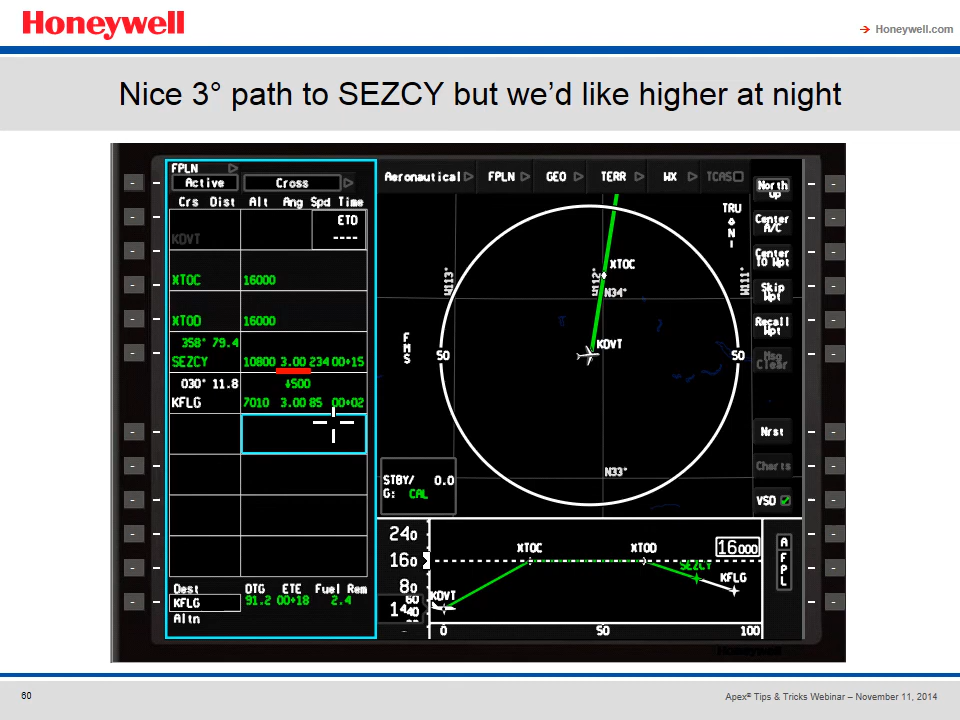 Honeywell
Honeywell.com
Nice 3° path to SEZCY but we'd like higher at night
FPLN
Active Cross
Crs Dist Alt Ang Spd Time
KDVT
ETD
----
XTOC 16000
XTOD 16000
358° 79.4
SEZCY 10800 3.00 234 00+15
030° 11.8 ↓500
KFLG 7010 3.00 85 00+02
Dest DTG ETE Fuel Rem
KFLG 91.2 00+18 2.4
Altn
Aeronautical FPLN GEO TERR WX TCAS
TRU
N
W113° W112° W111°
XTOC
N34°
KDVT
FMS
50 50
N33°
STBY/ 0.0
G: CAL
North Up
Center A/C
Center TO Wpt
Skip Wpt
Recall Wpt
Msg Clear
Nrst
Charts
VSD
240
160
80
XTOC XTOD 16000
SEZCY
KFLG
KDVT
AFPL
0 50 100
Honeywell
60
Apex® Tips & Tricks Webinar – November 11, 2014